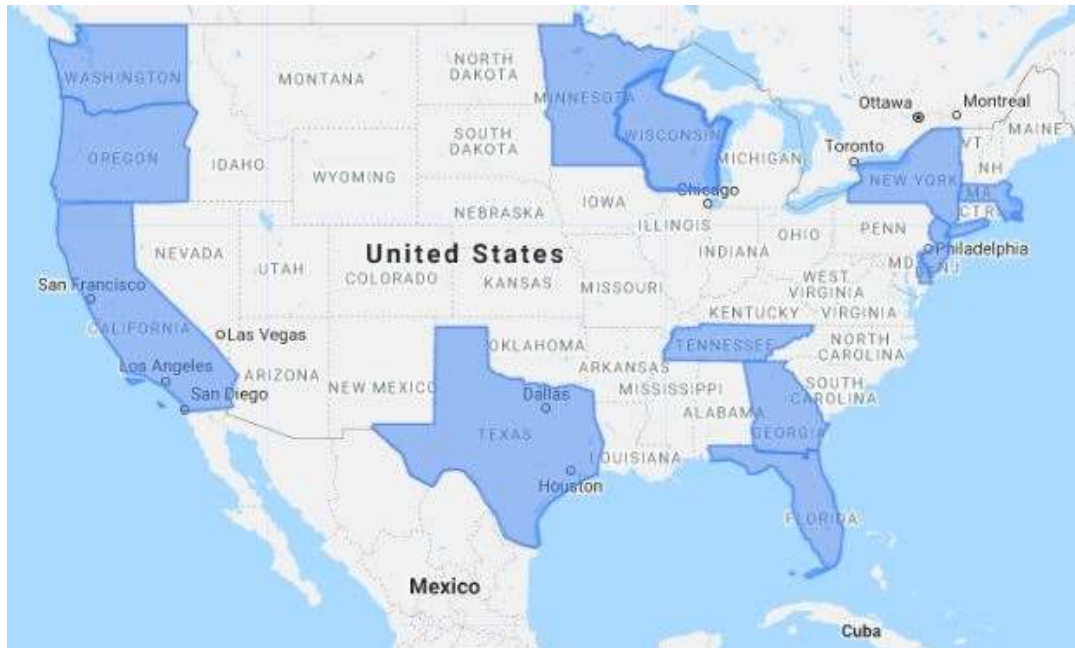 WASHINGTON
MONTANA
NORTH
DAKOTA
MINNESOTA
Ottawa
Montreal
MAINE
OREGON
IDAHO
SOUTH
DAKOTA
WISCONSIN
MICHIGAN
Toronto
VT
NH
WYOMING
NEW YORK
MA
CT RI
Chicago
IOWA
NEBRASKA
ILLINOIS
INDIANA
OHIO
PENN
Philadelphia
NEVADA
UTAH
United States
COLORADO
KANSAS
MISSOURI
WEST
VIRGINIA
MD
NJ
San Francisco
KENTUCKY
VIRGINIA
CALIFORNIA
Las Vegas
OKLAHOMA
TENNESSEE
NORTH
CAROLINA
Los Angeles
ARIZONA
NEW MEXICO
ARKANSAS
MISSISSIPPI
SOUTH
CAROLINA
San Diego
Dallas
ALABAMA
TEXAS
GEORGIA
LOUISIANA
Houston
FLORIDA
Mexico
Cuba